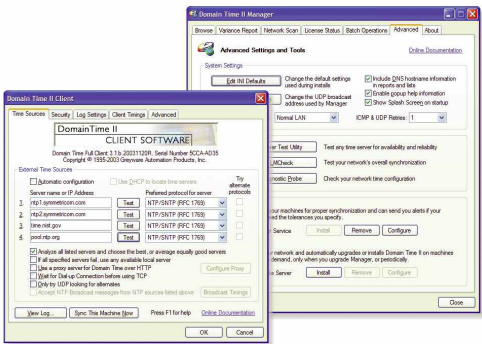 Domain Time II Manager
Browse Variance Report Network Scan License Status Batch Operations Advanced About
Advanced Settings and Tools
Online Documentation
System Settings
Edit INI Defaults
Change the default settings
used during installs
Include DNS hostname information
in reports and lists
Change the UDP broadcast
address used by Manager
Enable popup help information
Show Splash Screen on startup
Normal LAN
ICMP & UDP Retries: 1
er Test Utility
Test any time server for availability and reliability
LMCheck
Test your network's overall synchronization
gnostic Probe
Check your network time configuration
our machines for proper synchronization and can send you alerts if your
ed the tolerances you specify.
Service
Install
Remove
Configure
r network and automatically upgrades or installs Domain Time II on machines
demand, only when you upgrade Manager, or periodically.
Server
Install
Remove
Configure
Close
Domain Time II Client
Time Sources Security Log Settings Client Timings Advanced
DomainTime II
CLIENT SOFTWARE
Domain Time Full Client 3.1 b 20031120R, Serial Number 5CCA-AD35
Copyright © 1995-2003 Greyware Automation Products, Inc.
External Time Sources
Automatic configuration
Use DHCP to locate time servers
Try
alternate
protocols
Server name or IP Address
Preferred protocol for server
1. ntp1.symmetricom.com Test NTP/SNTP (RFC 1769)
2. ntp2.symmetricom.com Test NTP/SNTP (RFC 1769)
3. time.nist.gov Test NTP/SNTP (RFC 1769)
4. pool.ntp.org Test NTP/SNTP (RFC 1769)
Analyze all listed servers and choose the best, or average equally good servers
If all specified servers fail, use any available local server
Use a proxy server for Domain Time over HTTP
Configure Proxy
Wait for Dial-up Connection before using TCP
Only by UDP looking for alternates
Accept NTP Broadcast messages from NTP sources listed above
Broadcast Timings
View Log...
Sync This Machine Now
Press F1 for help
Online Documentation
OK
Cancel